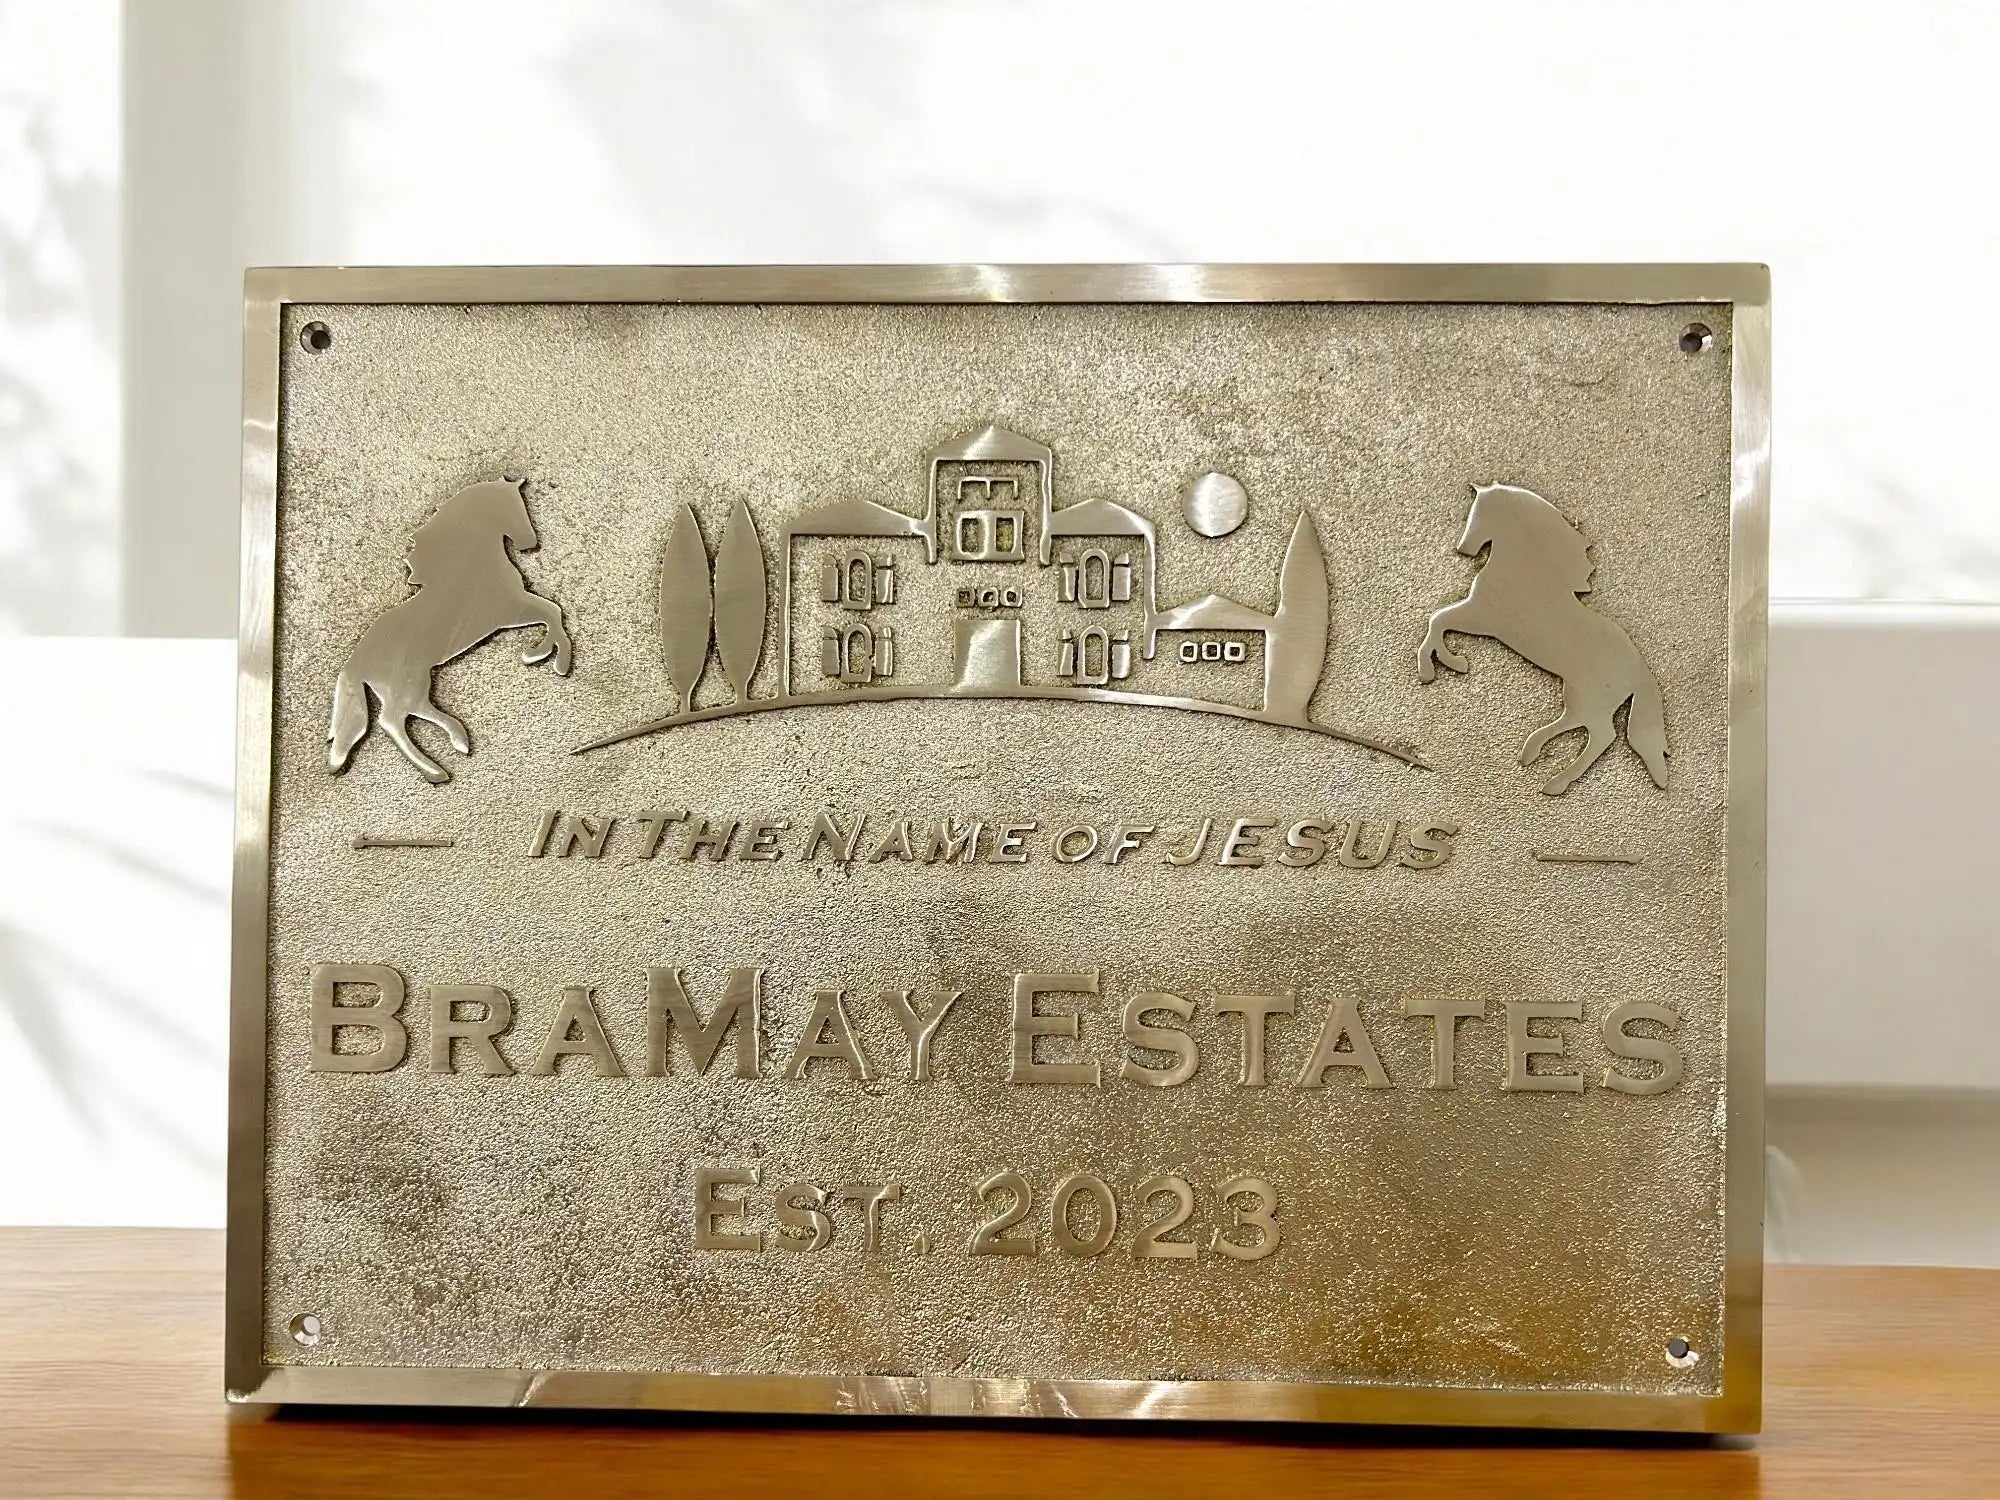 In The Name of JESUS
BraMay Estates
Est. 2023